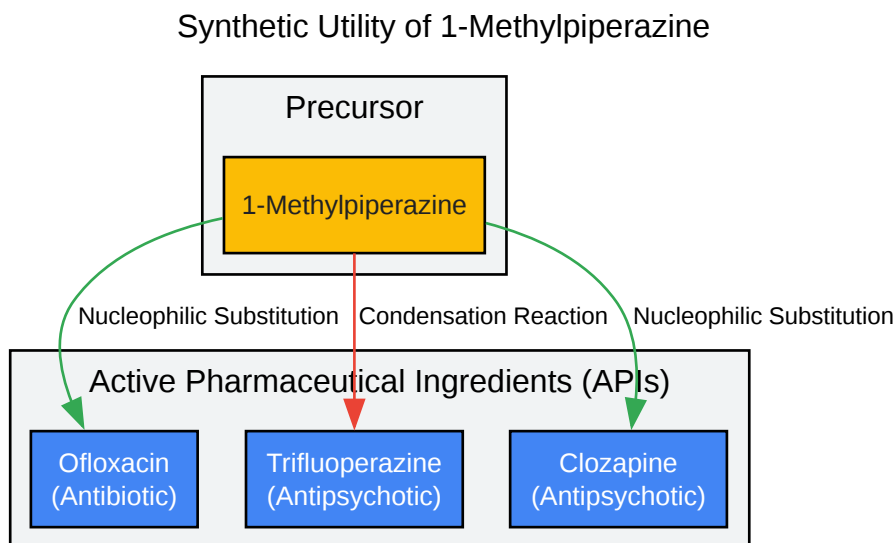 Synthetic Utility of 1-Methylpiperazine
Precursor
1-Methylpiperazine
Nucleophilic Substitution
Condensation Reaction
Nucleophilic Substitution
Active Pharmaceutical Ingredients (APIs)
Ofloxacin
(Antibiotic)
Trifluoperazine
(Antipsychotic)
Clozapine
(Antipsychotic)